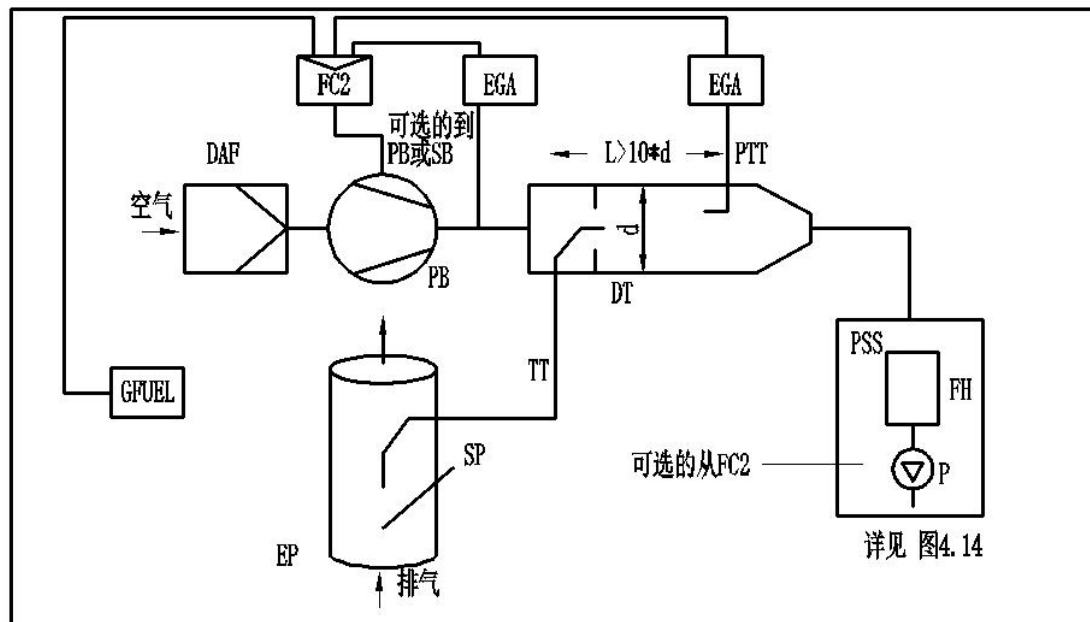 FC2
EGA
EGA
可选的到
PB或SB
DAF
L>10*d
PTT
空气
d
PB
DT
PSS
FH
TT
GFUEL
SP
可选的从FC2
P
EP
排气
详见 图4.14